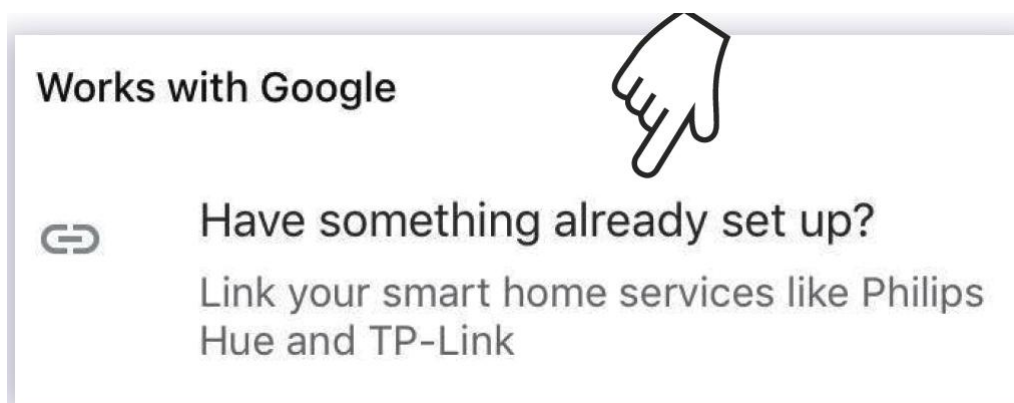 Works with Google
Have something already set up?
Link your smart home services like Philips
Hue and TP-Link